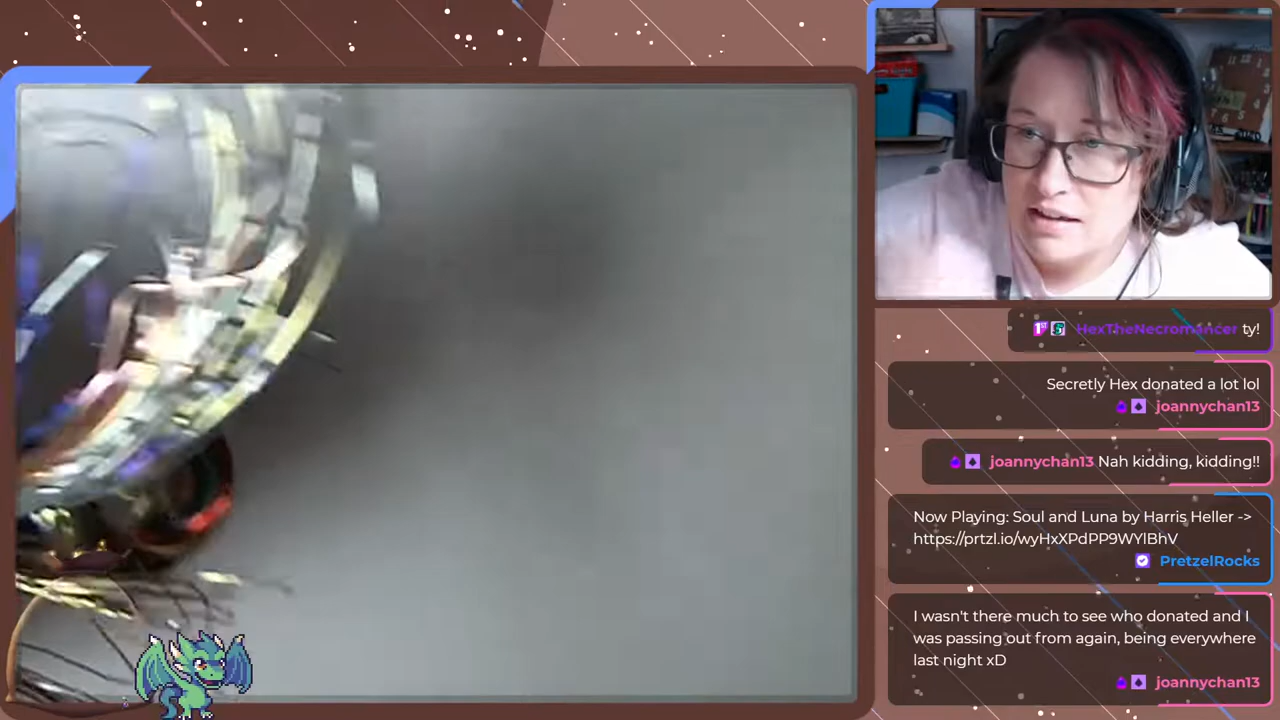 HexTheNecromancer ty!
Secretly Hex donated a lot lol
joannychan13
joannychan13 Nah kidding, kidding!!
Now Playing: Soul and Luna by Harris Heller ->
https://prtzl.io/wyHxXPdPP9WYlBhV
PretzelRocks
I wasn't there much to see who donated and I
was passing out from again, being everywhere
last night xD
joannychan13